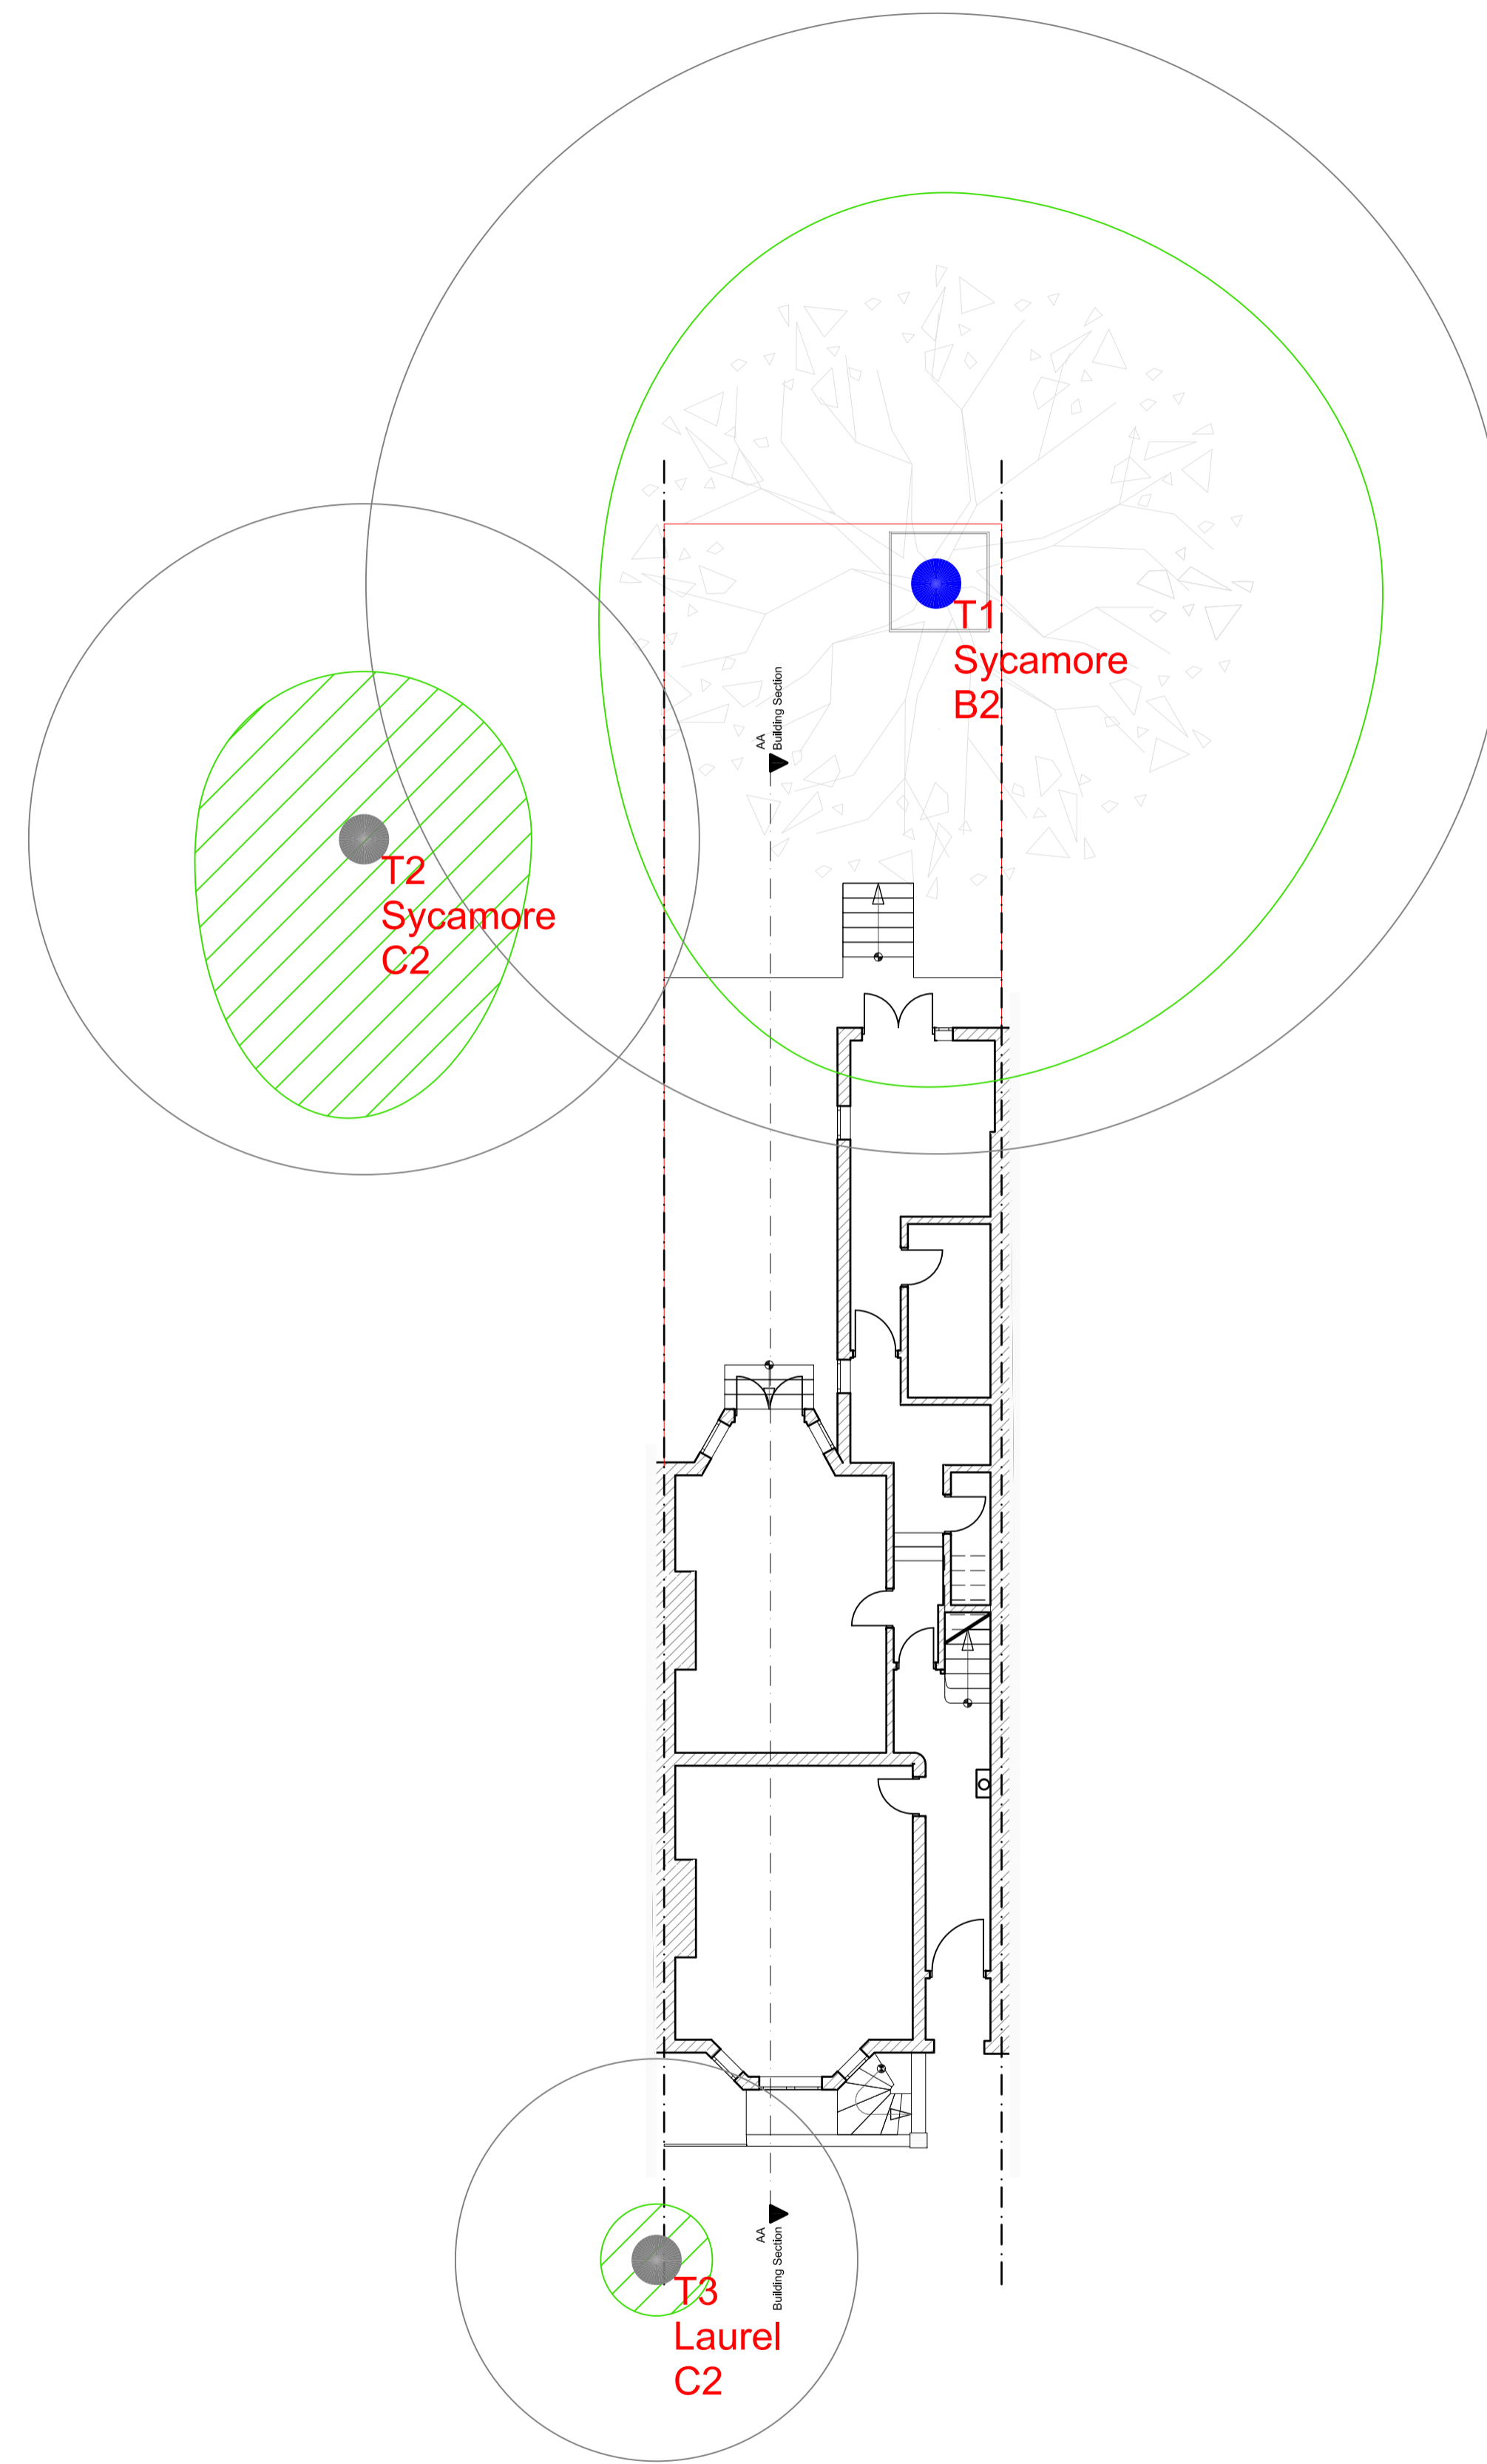 T1
Sycamore
B2
AA
Building Section
T2
Sycamore
C2
AA
Building Section
T3
Laurel
C2